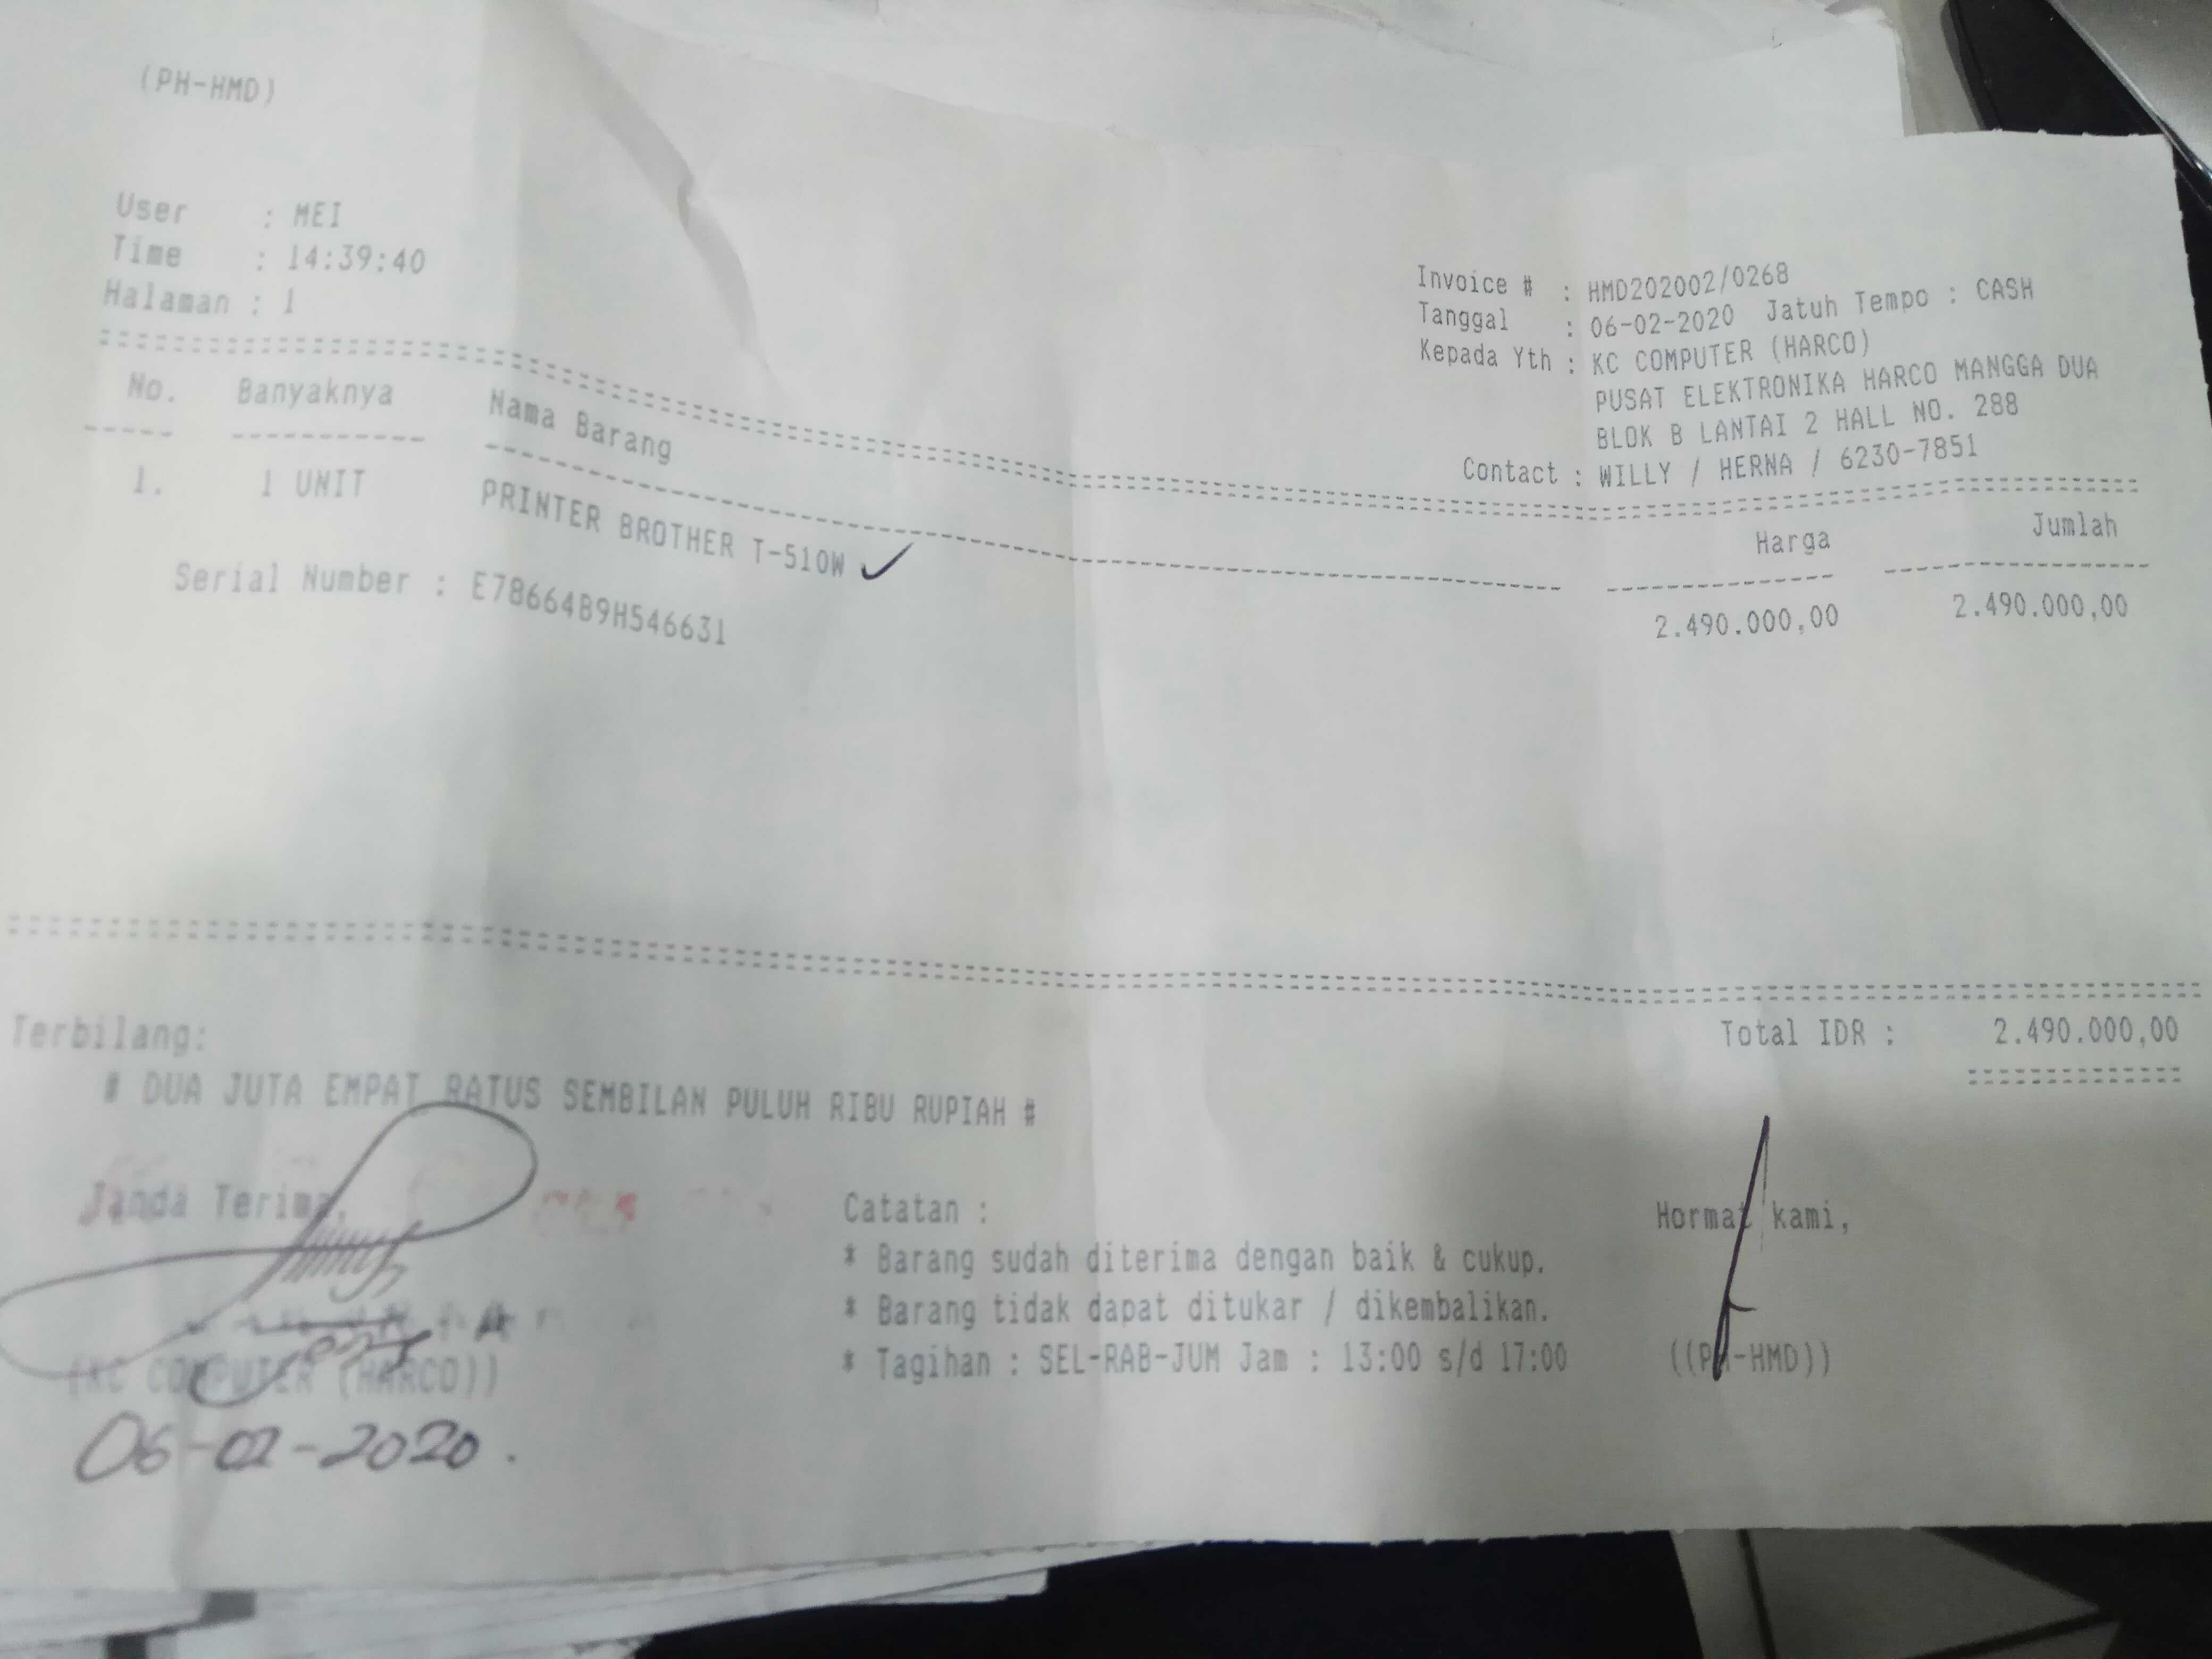 (PH-HMD)
User : MEI
Time : 14:39:40
Halaman : 1
Invoice # : HMD202002/0268
Tanggal : 06-02-2020 Jatuh Tempo : CASH
Kepada Yth : KC COMPUTER (HARCO)
PUSAT ELEKTRONIKA HARCO MANGGA DUA
BLOK B LANTAI 2 HALL NO. 288
Contact : WILLY / HERNA / 6230-7851
No. Banyaknya Nama Barang Harga Jumlah
1. 1 UNIT PRINTER BROTHER T-510W 2.490.000,00 2.490.000,00
Serial Number : E78664B9H546631
Terbilang: Total IDR : 2.490.000,00
# DUA JUTA EMPAT RATUS SEMBILAN PULUH RIBU RUPIAH #
Tanda Terima, Catatan : Hormat kami,
* Barang sudah diterima dengan baik & cukup.
* Barang tidak dapat ditukar / dikembalikan.
(KC COMPUTER (HARCO)) * Tagihan : SEL-RAB-JUM Jam : 13:00 s/d 17:00 ((PH-HMD))
06-02-2020.